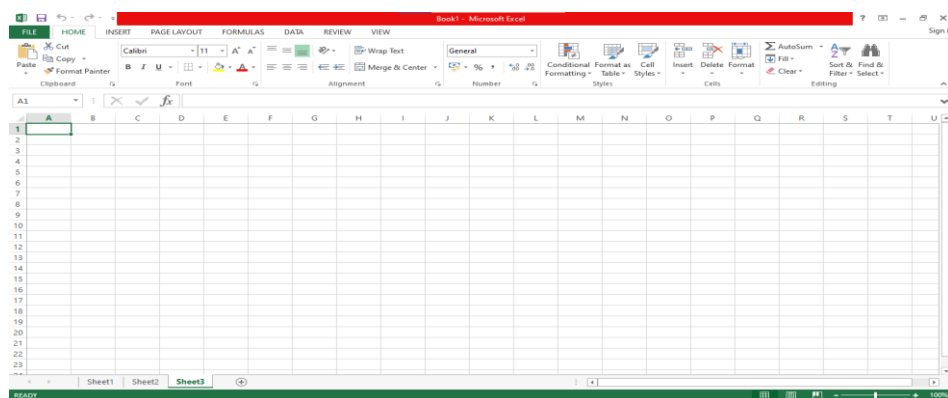 Book1 - Microsoft Excel
?
FILE HOME INSERT PAGE LAYOUT FORMULAS DATA REVIEW VIEW Sign i
Paste
Cut
Copy
Format Painter
Clipboard
Calibri 11 A A
B I U A
Font
Wrap Text
Merge & Center
Alignment
General
% , .0 .00
Number
Conditional Formatting
Format as Table
Cell Styles
Styles
Insert Delete Format
Cells
AutoSum
Fill
Clear
Sort & Filter
Find & Select
Editing
A1 fx
A B C D E F G H I J K L M N O P Q R S T U
1
2
3
4
5
6
7
8
9
10
11
12
13
14
15
16
17
18
19
20
21
22
23
Sheet1 Sheet2 Sheet3
READY 100%